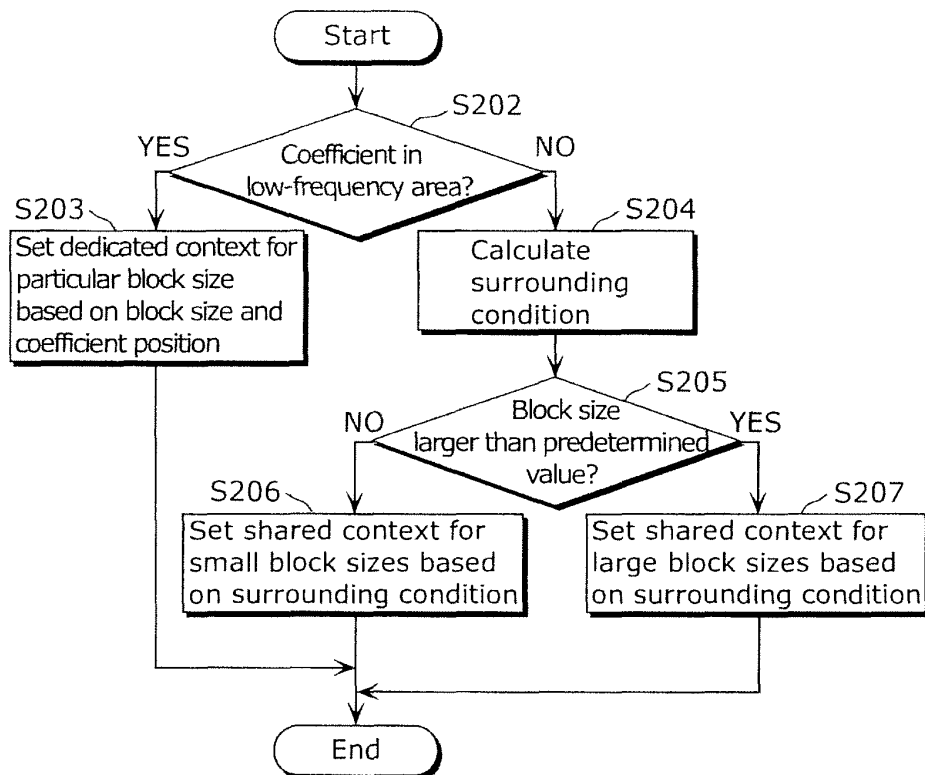 Start
S202
YES
NO
Coefficient in
low-frequency area?
S203
Set dedicated context for
particular block size
based on block size and
coefficient position
S204
Calculate
surrounding
condition
S205
NO
YES
Block size
larger than predetermined
value?
S206
Set shared context for
small block sizes based
on surrounding condition
S207
Set shared context for
large block sizes based
on surrounding condition
End